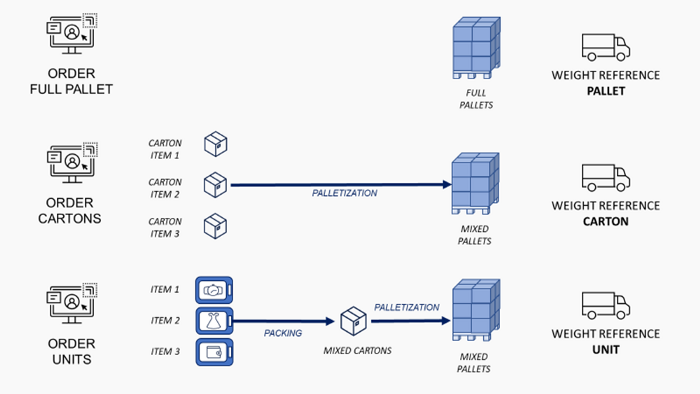 ORDER
FULL PALLET
FULL
PALLETS
WEIGHT REFERENCE
PALLET
CARTON
ITEM 1
ORDER
CARTONS
CARTON
ITEM 2
PALLETIZATION
CARTON
ITEM 3
MIXED
PALLETS
WEIGHT REFERENCE
CARTON
ORDER
UNITS
ITEM 1
ITEM 2
ITEM 3
PACKING
MIXED CARTONS
PALLETIZATION
MIXED
PALLETS
WEIGHT REFERENCE
UNIT